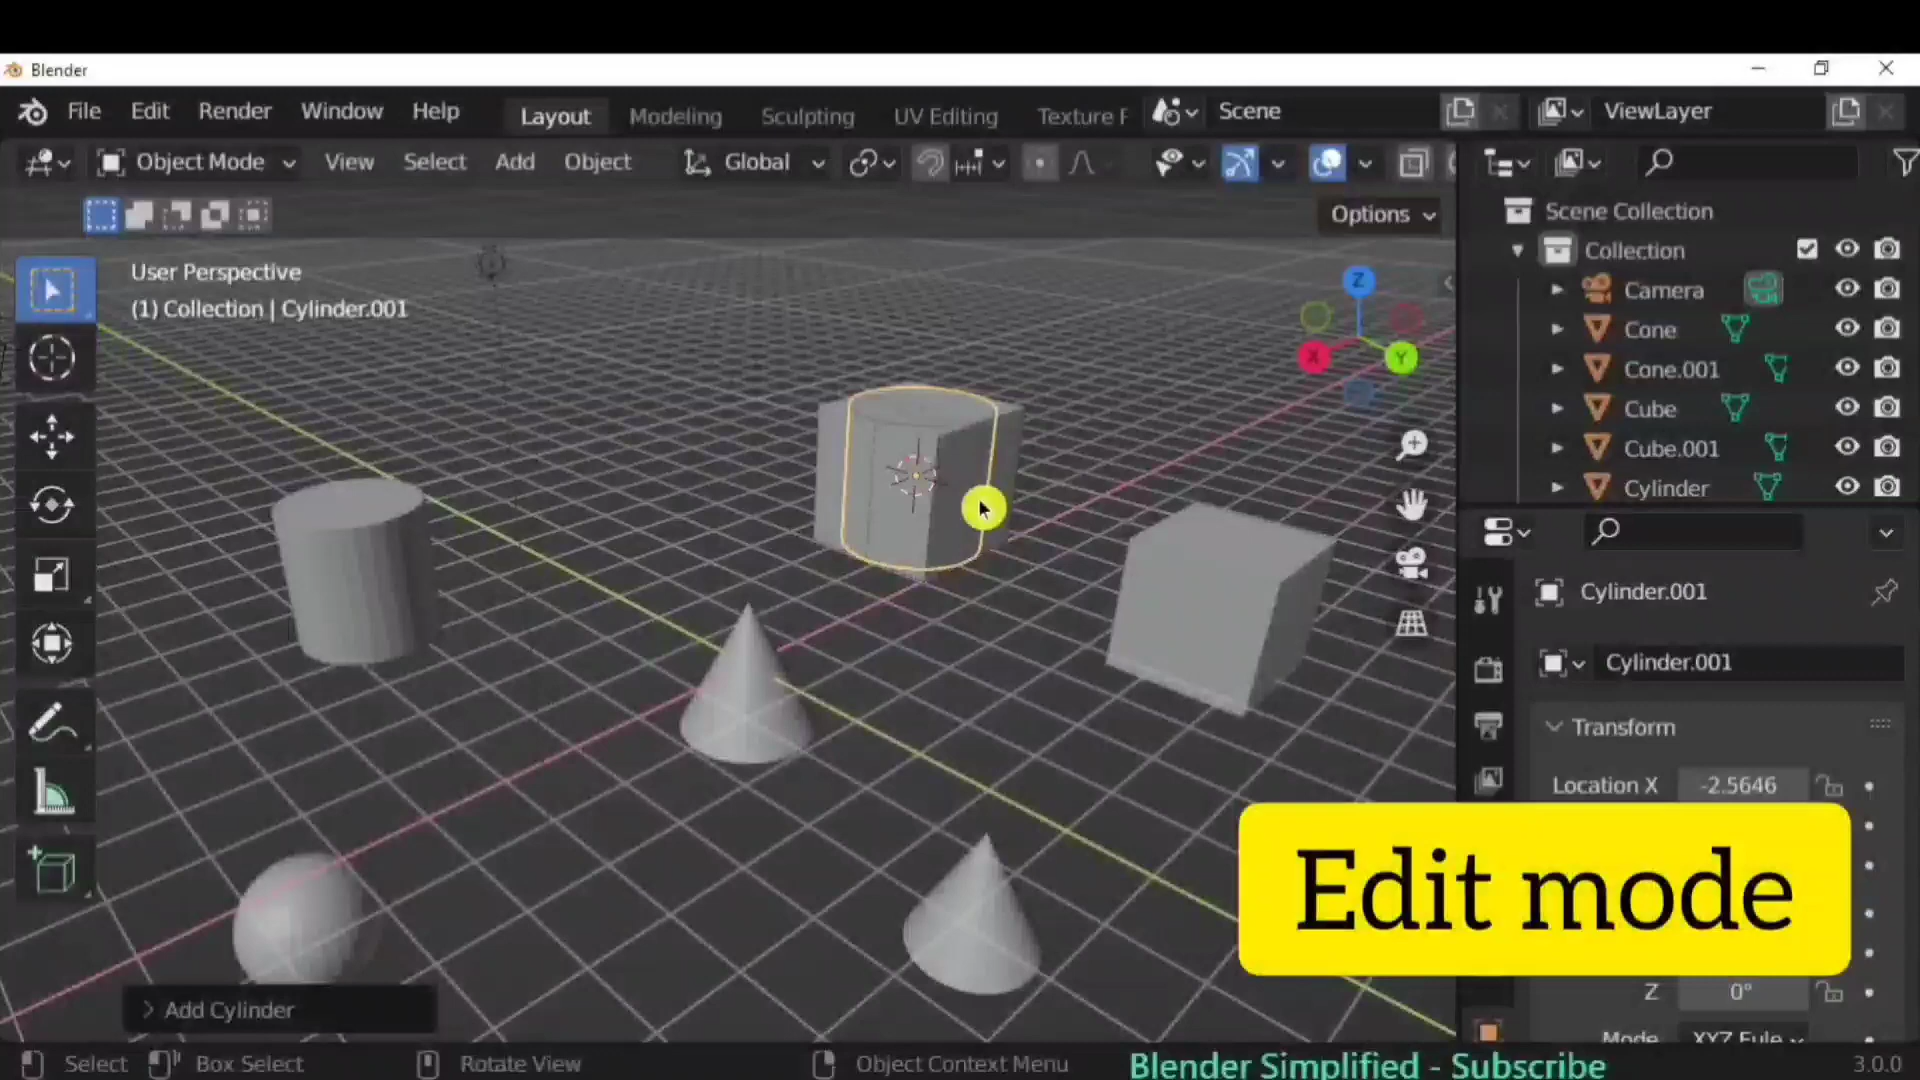 Blender
File Edit Render Window Help Layout Modeling Sculpting UV Editing Texture Scene ViewLayer
Object Mode View Select Add Object Global
Options
User Perspective
(1) Collection | Cylinder.001
Z
X
Y
Scene Collection
Collection
Camera
Cone
Cone.001
Cube
Cube.001
Cylinder
Cylinder.001
Cylinder.001
Transform
Location X -2.5646
Edit mode
Z 0°
Mode XYZ Eule
Add Cylinder
Select Box Select Rotate View Object Context Menu Blender Simplified - Subscribe 3.0.0